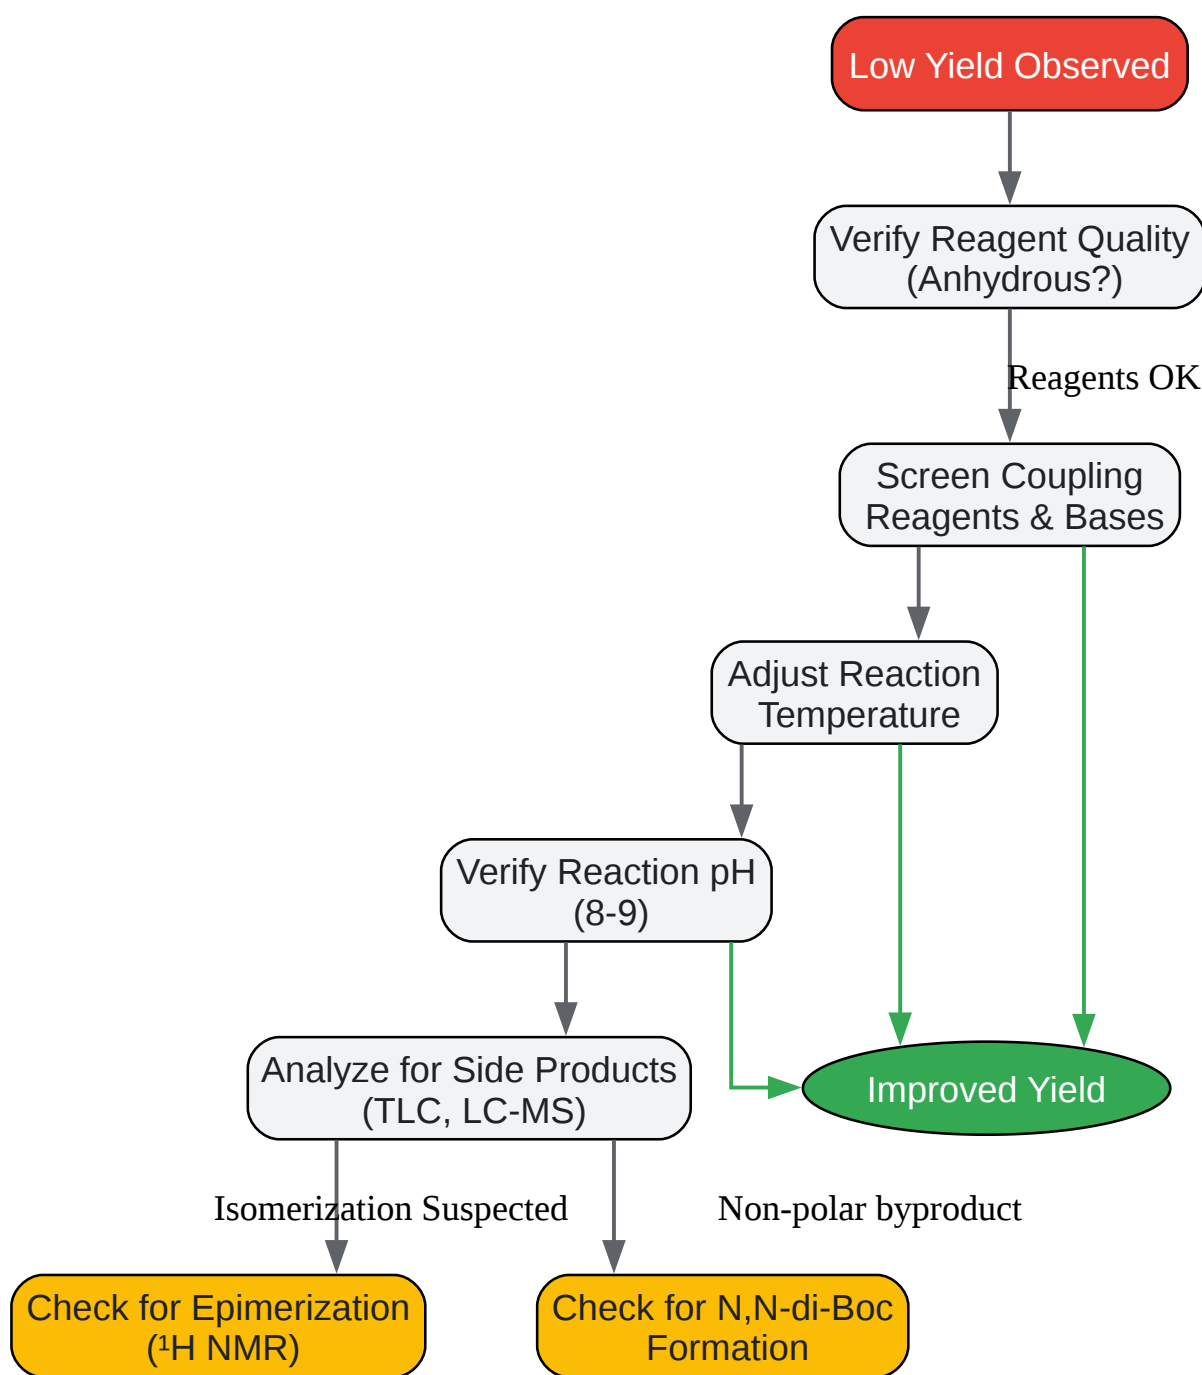 Low Yield Observed
Verify Reagent Quality
(Anhydrous?)
Reagents OK
Screen Coupling
Reagents & Bases
Adjust Reaction
Temperature
Verify Reaction pH
(8-9)
Analyze for Side Products
(TLC, LC-MS)
Improved Yield
Isomerization Suspected
Non-polar byproduct
Check for Epimerization
(¹H NMR)
Check for N,N-di-Boc
Formation